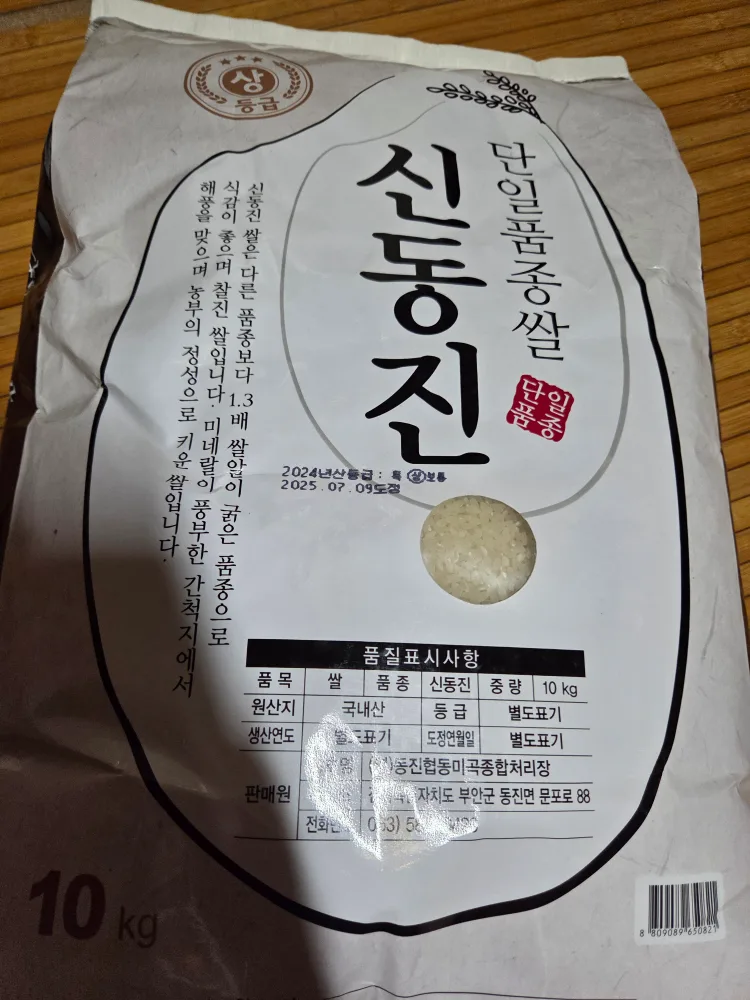 상
등급
단일품종쌀
신동진
단일
품종
신동진 쌀은 다른 품종보다 1.3배 쌀알이 굵은 품종으로
식감이 좋으며 찰진 쌀입니다. 미네랄이 풍부한 간척지에서
해풍을 맞으며 농부의 정성으로 키운 쌀입니다.
2024년산등급 : 특 상 보통
2025.07.09도정
품질표시사항
품목 쌀 품종 신동진 중량 10 kg
원산지 국내산 등급 별도표기
생산연도 별도표기 도정연월일 별도표기
동진협동미곡종합처리장
판매원 자치도 부안군 동진면 문포로 88
10 kg
8 809089 650821